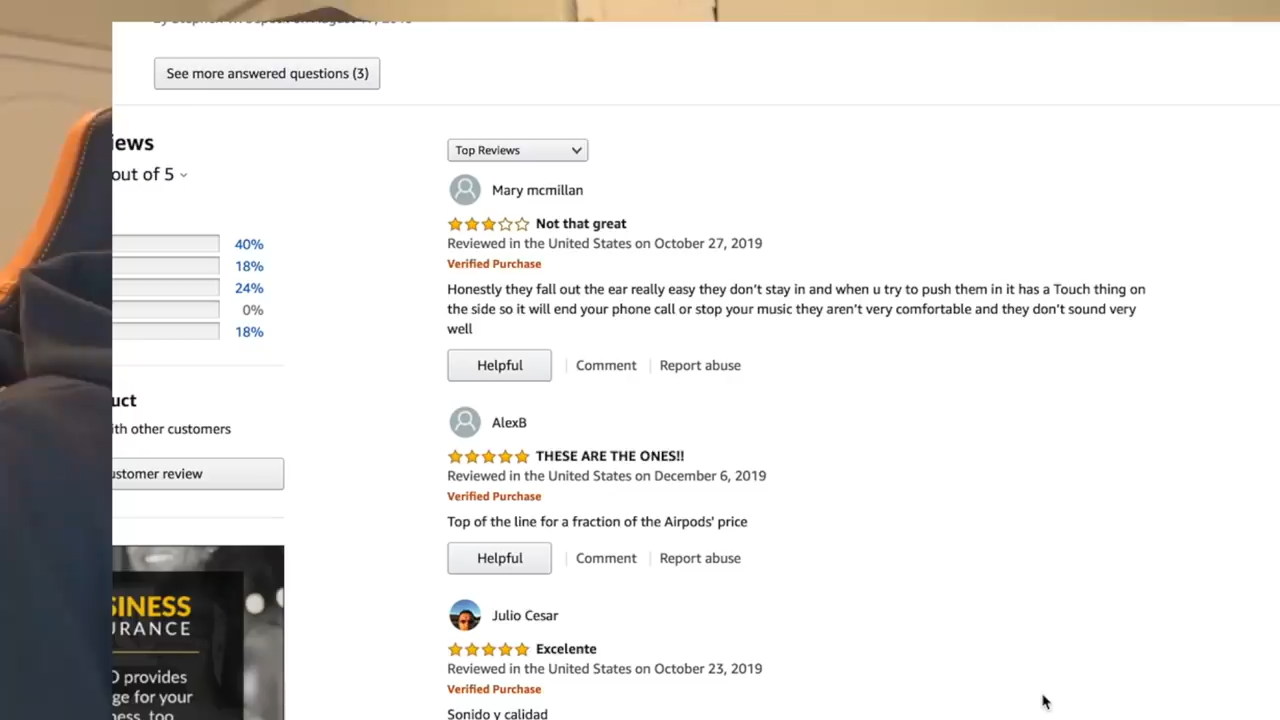 See more answered questions (3)
iews
out of 5
40%
18%
24%
0%
18%
uct
ith other customers
ustomer review
SINESS
URANCE
provides
ge for your
ness, too
Top Reviews
Mary mcmillan
Not that great
Reviewed in the United States on October 27, 2019
Verified Purchase
Honestly they fall out the ear really easy they don't stay in and when u try to push them in it has a Touch thing on
the side so it will end your phone call or stop your music they aren't very comfortable and they don't sound very
well
Helpful
Comment
Report abuse
AlexB
THESE ARE THE ONES!!
Reviewed in the United States on December 6, 2019
Verified Purchase
Top of the line for a fraction of the Airpods' price
Helpful
Comment
Report abuse
Julio Cesar
Excelente
Reviewed in the United States on October 23, 2019
Verified Purchase
Sonido y calidad